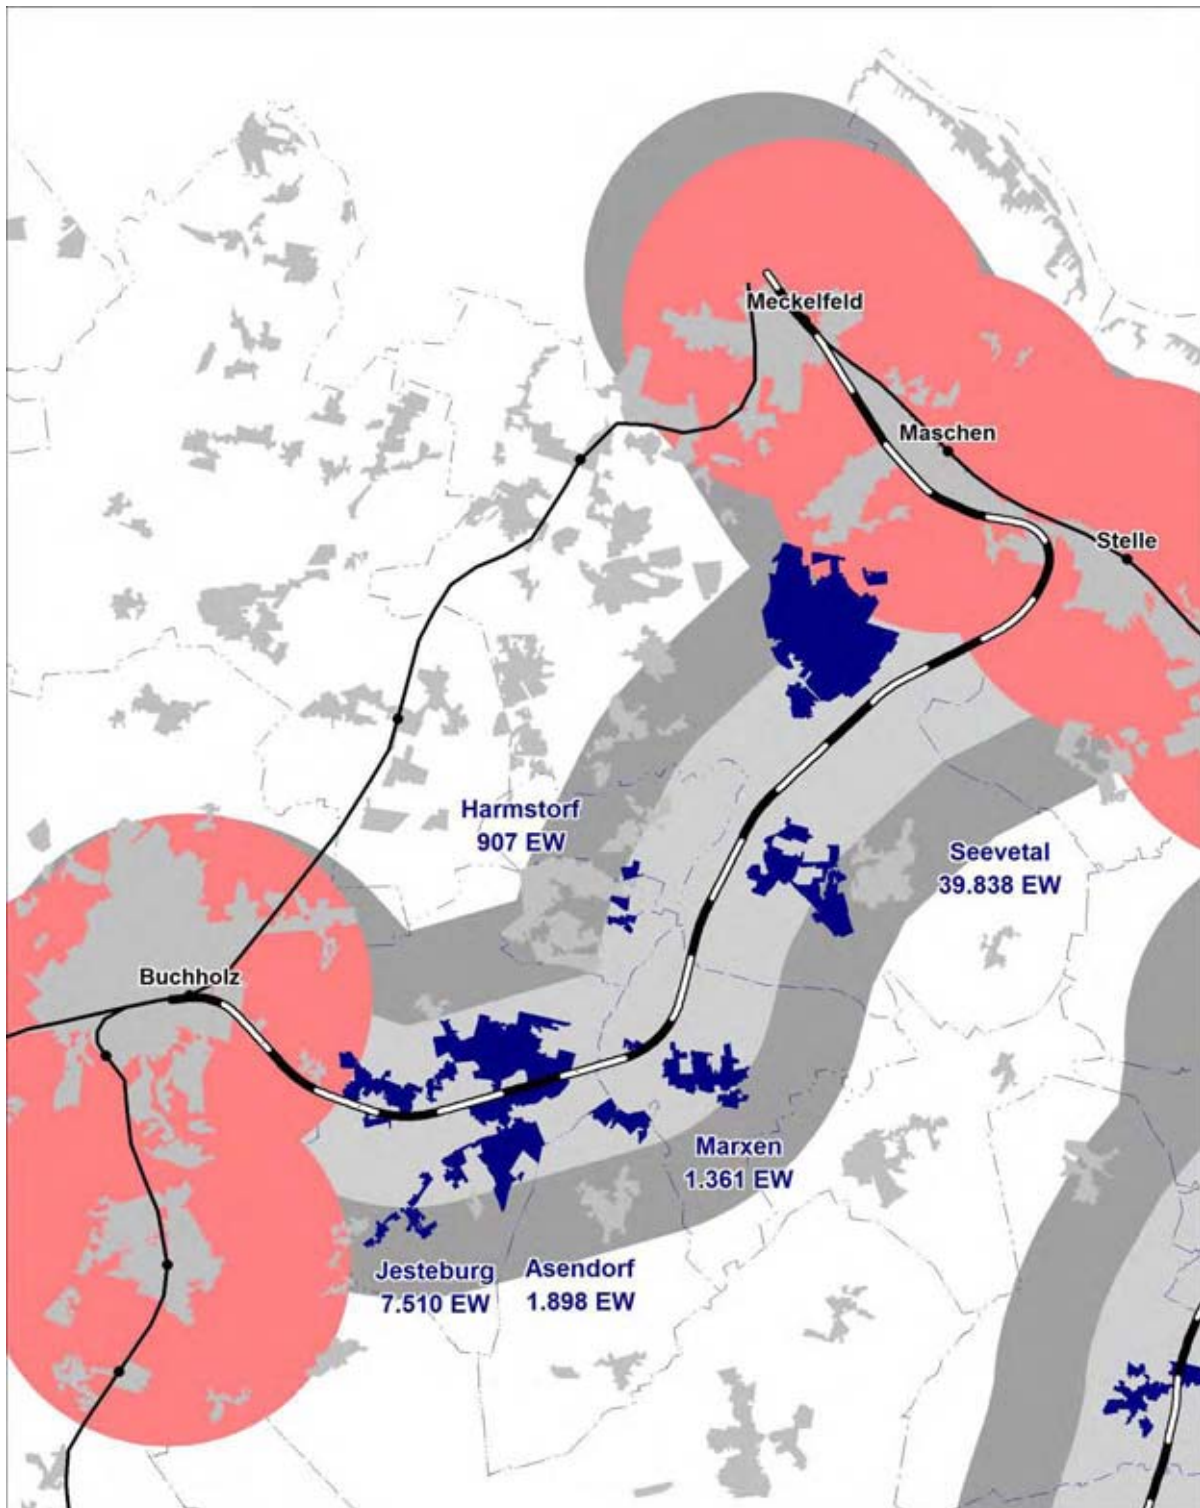 Meckelfeld
Maschen
Stelle
Harmstorf
907 EW
Seevetal
39.838 EW
Buchholz
Marxen
1.361 EW
Jesteburg
7.510 EW
Asendorf
1.898 EW